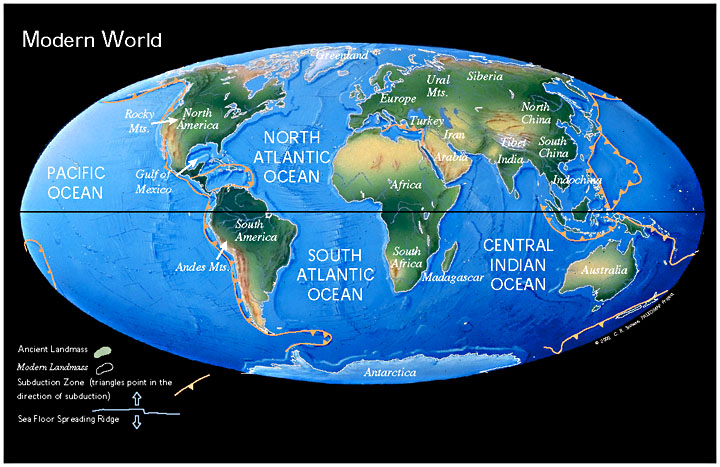 Modern World
Greenland
Ural
Mts.
Siberia
Europe
Rocky
Mts.
North
America
Turkey
Iran
Arabia
North
China
Tibet
India
South
China
Indochina
NORTH
ATLANTIC
OCEAN
PACIFIC
OCEAN
Gulf of
Mexico
Africa
South
America
Andes Mts.
SOUTH
ATLANTIC
OCEAN
South
Africa
Madagascar
CENTRAL
INDIAN
OCEAN
Australia
Antarctica
Ancient Landmass
Modern Landmass
Subduction Zone (triangles point in the
direction of subduction)
Sea Floor Spreading Ridge
C. R. Scotese PALEOMAP Project